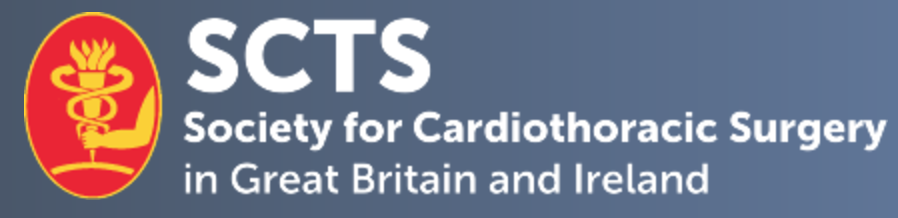 SCTS
Society for Cardiothoracic Surgery
in Great Britain and Ireland